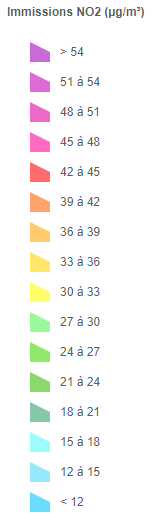 Immissions NO2 (µg/m³)
> 54
51 à 54
48 à 51
45 à 48
42 à 45
39 à 42
36 à 39
33 à 36
30 à 33
27 à 30
24 à 27
21 à 24
18 à 21
15 à 18
12 à 15
< 12